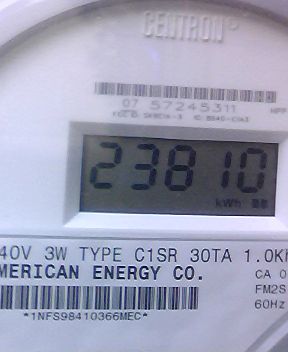 CENTRON®
07 57245311
23810
kWh
40V 3W TYPE C1SR 30TA 1.0K
MERICAN ENERGY CO.
CA 0
FM2S
60Hz
*1NFS98410366MEC*